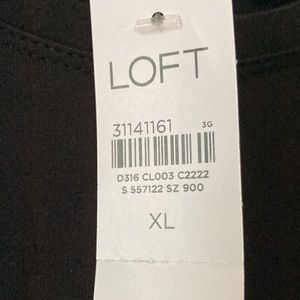 LOFT
31141161 3G
D316 CL003 C2222
S 557122 SZ 900
XL